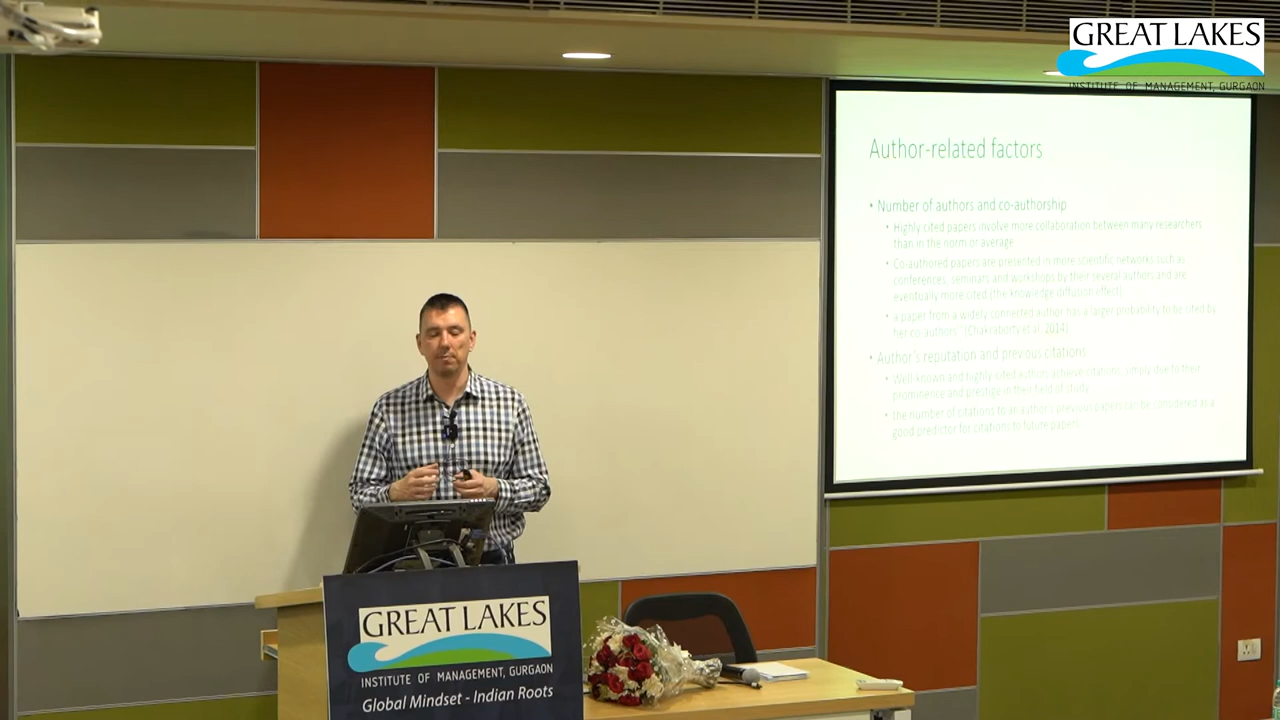 GREAT LAKES
INSTITUTE OF MANAGEMENT, GURGAON
Author-related factors
• Number of authors and co-authorship
• Highly cited papers involve more collaboration between many researchers
than in the norm or average
• Co-authored papers are presented in more scientific networks such as
conferences, seminars and workshops by their several authors and are
eventually more cited (the knowledge diffusion effect)
• a paper from a widely connected author has a larger probability to be cited by
her co-authors" (Chakraborty et al. 2014)
• Author's reputation and previous citations
• Well-known and highly cited authors achieve citations, simply due to their
prominence and prestige in their field of study
• the number of citations to an author's previous papers can be considered as a
good predictor for citations to future papers
GREAT LAKES
INSTITUTE OF MANAGEMENT, GURGAON
Global Mindset - Indian Roots